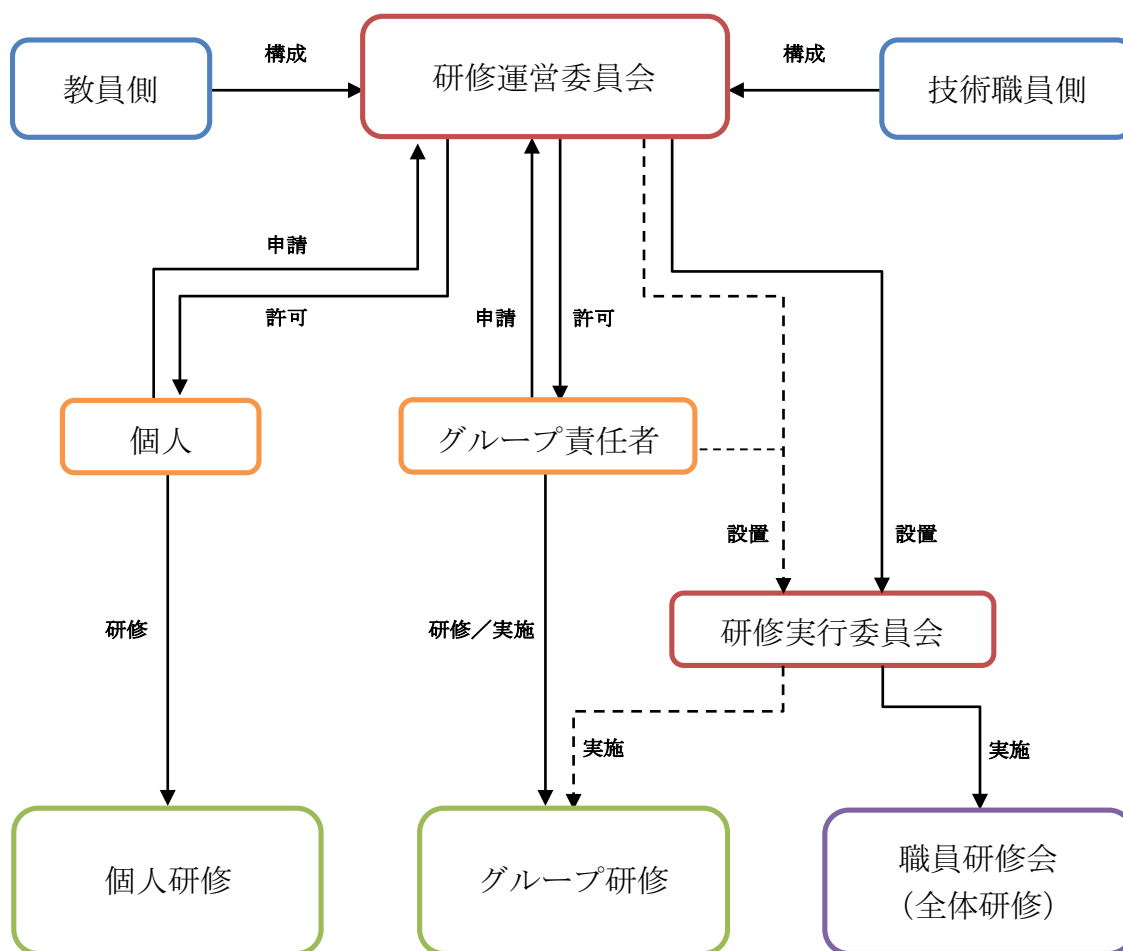 構成
構成
教員側
研修運営委員会
技術職員側
申請
許可
申請
許可
個人
グループ責任者
設置
設置
研修
研修／実施
研修実行委員会
実施
実施
個人研修
グループ研修
職員研修会
（全体研修）